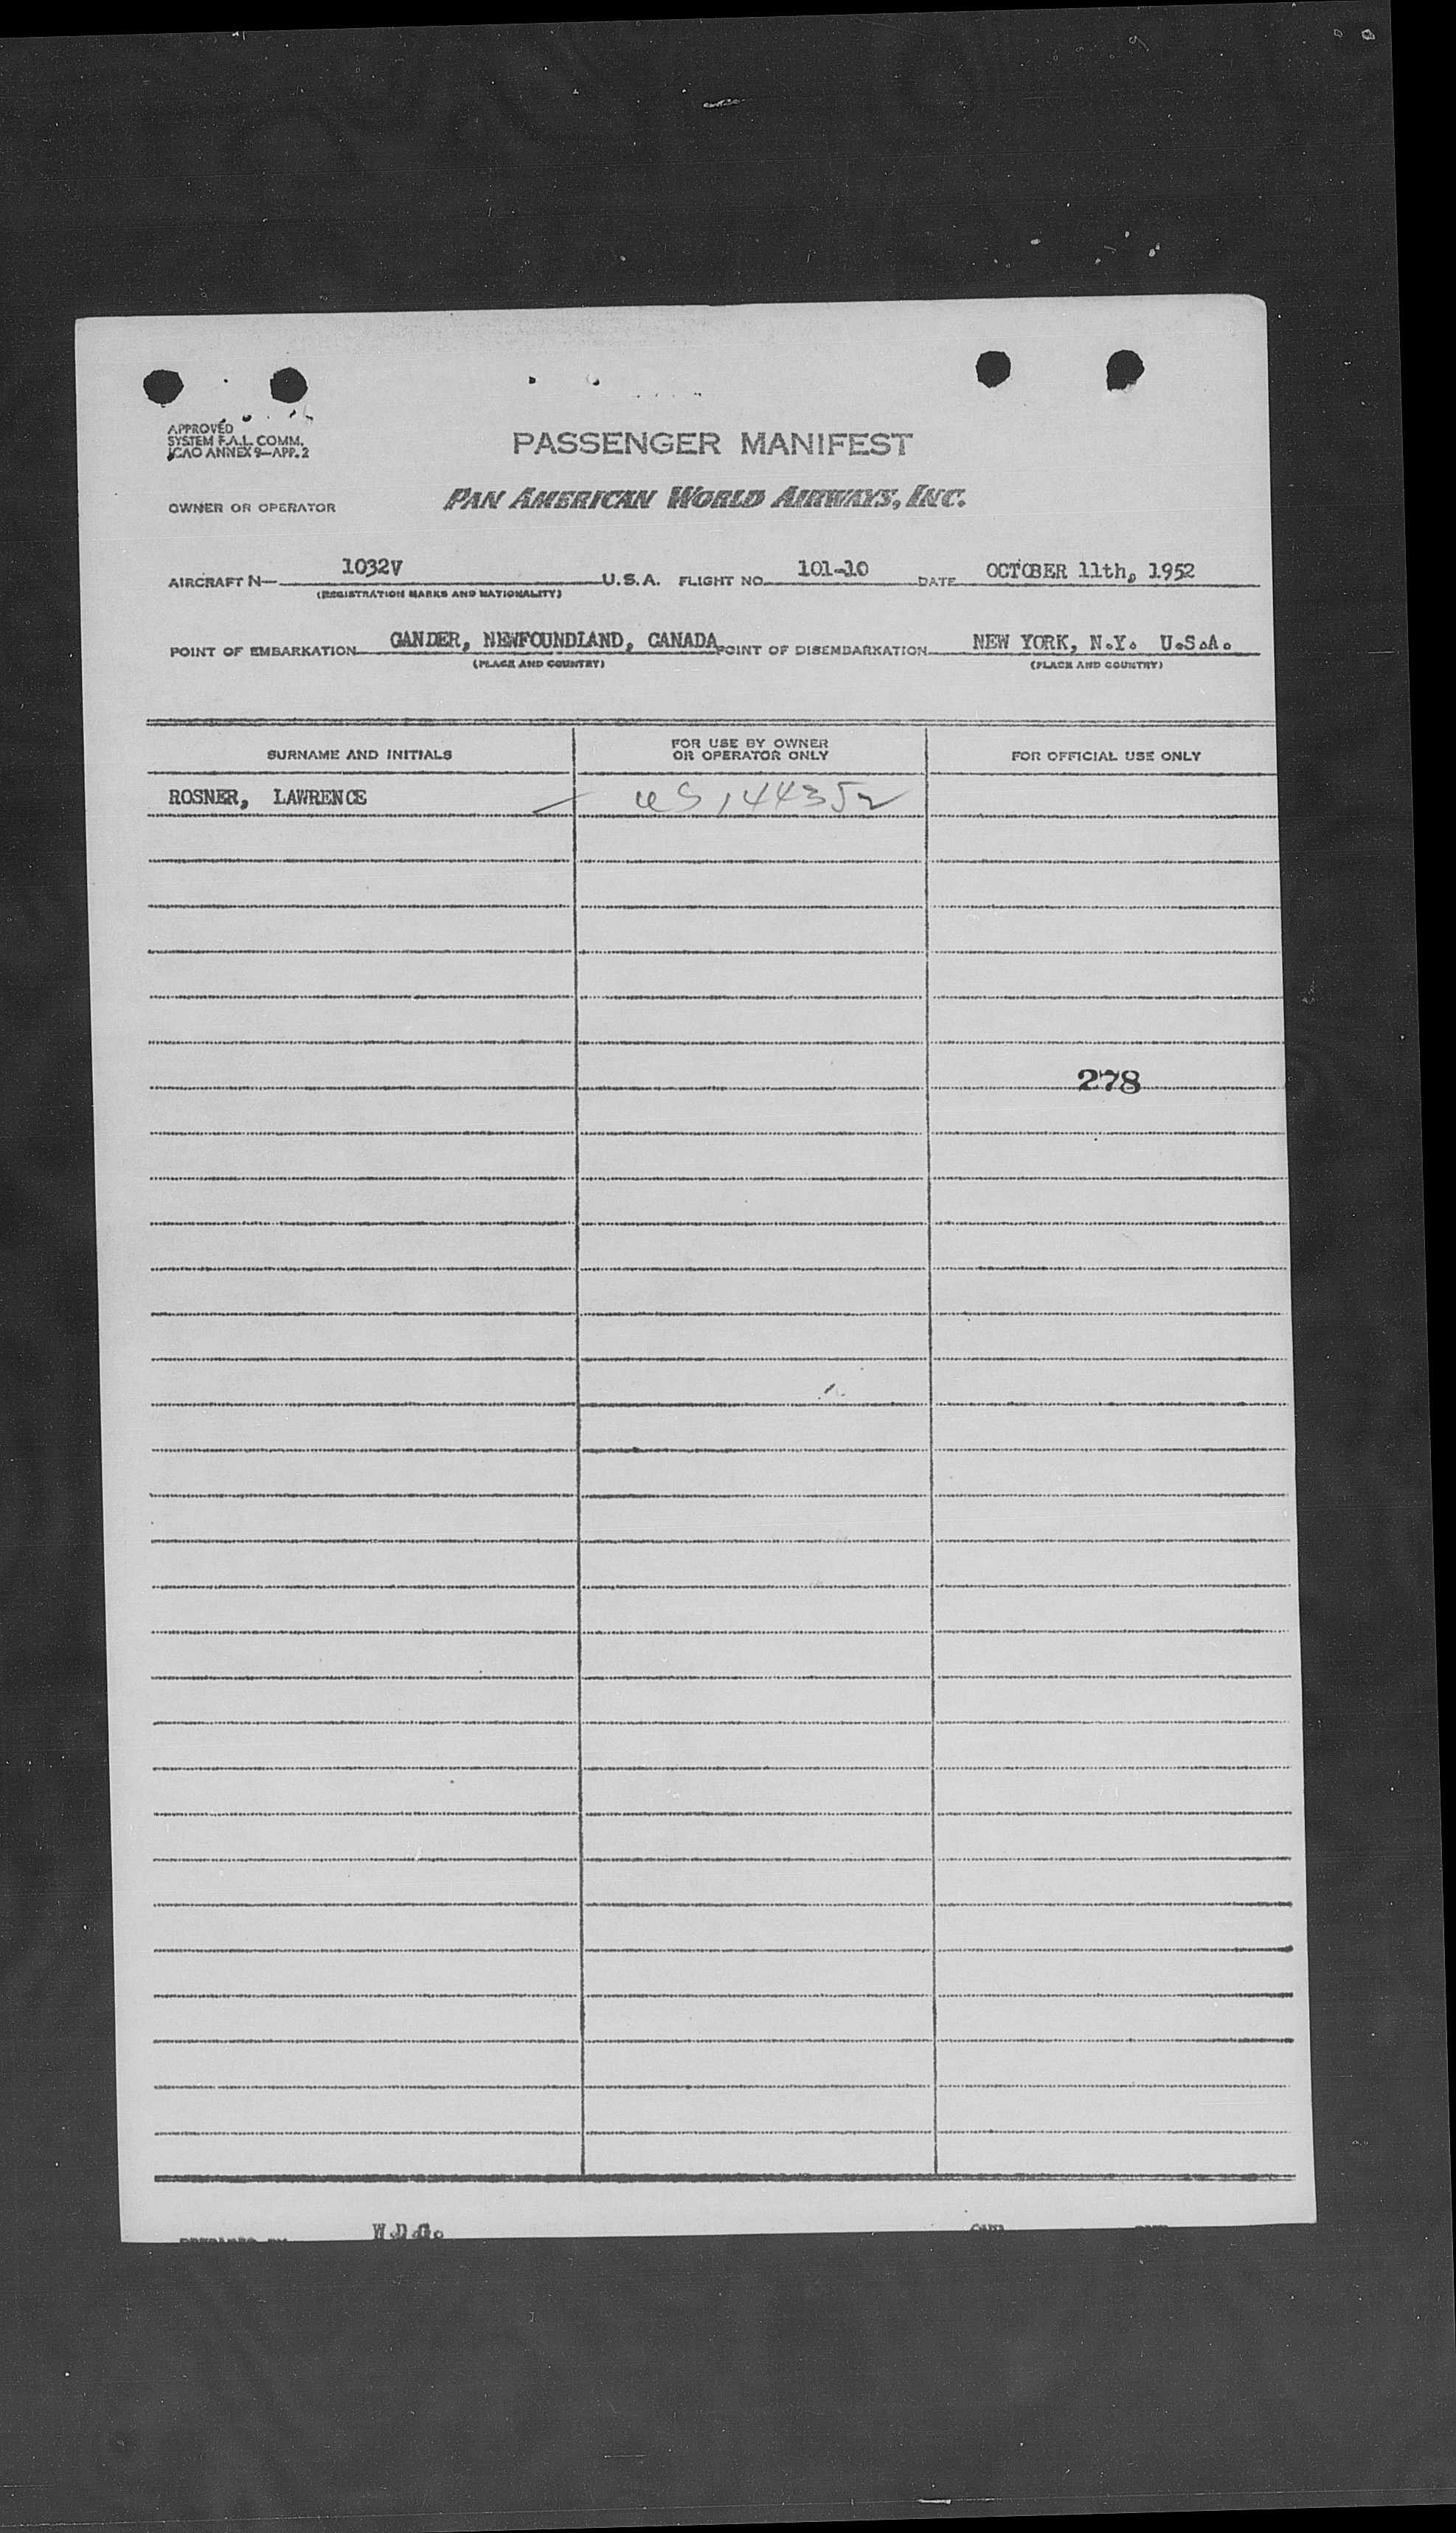 APPROVED
SYSTEM F.A.L. COMM.
ICAO ANNEX 9—APP. 2
PASSENGER MANIFEST
OWNER OR OPERATOR PAN AMERICAN WORLD AIRWAYS, INC.
AIRCRAFT N— 1032V U.S.A. FLIGHT NO. 101-10 DATE OCTOBER 11th, 1952
(REGISTRATION MARKS AND NATIONALITY)
POINT OF EMBARKATION GANDER, NEWFOUNDLAND, CANADA POINT OF DISEMBARKATION NEW YORK, N.Y. U.S.A.
(PLACE AND COUNTRY) (PLACE AND COUNTRY)
SURNAME AND INITIALS FOR USE BY OWNER OR OPERATOR ONLY FOR OFFICIAL USE ONLY
ROSNER, LAWRENCE US 144352
278